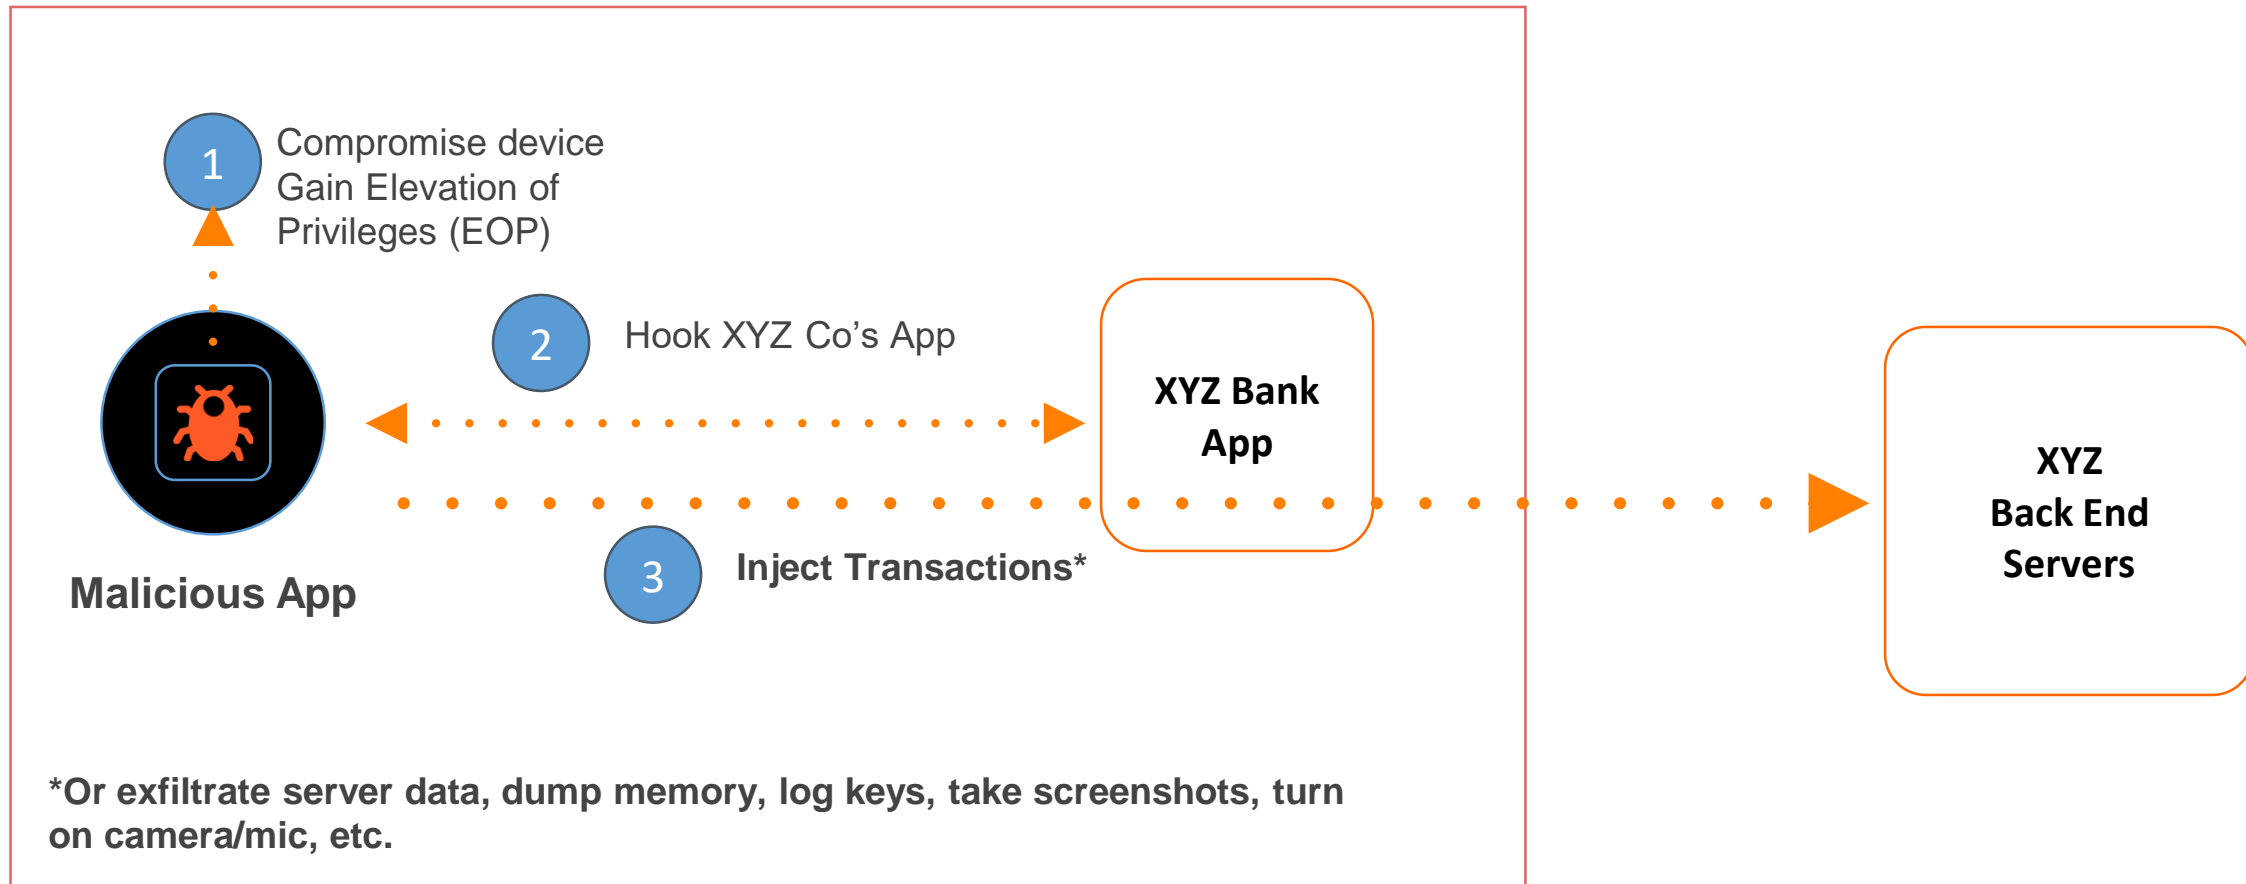 1
Compromise device
Gain Elevation of
Privileges (EOP)
2
Hook XYZ Co’s App
XYZ Bank
App
XYZ
Back End
Servers
3
Inject Transactions*
Malicious App
*Or exfiltrate server data, dump memory, log keys, take screenshots, turn
on camera/mic, etc.